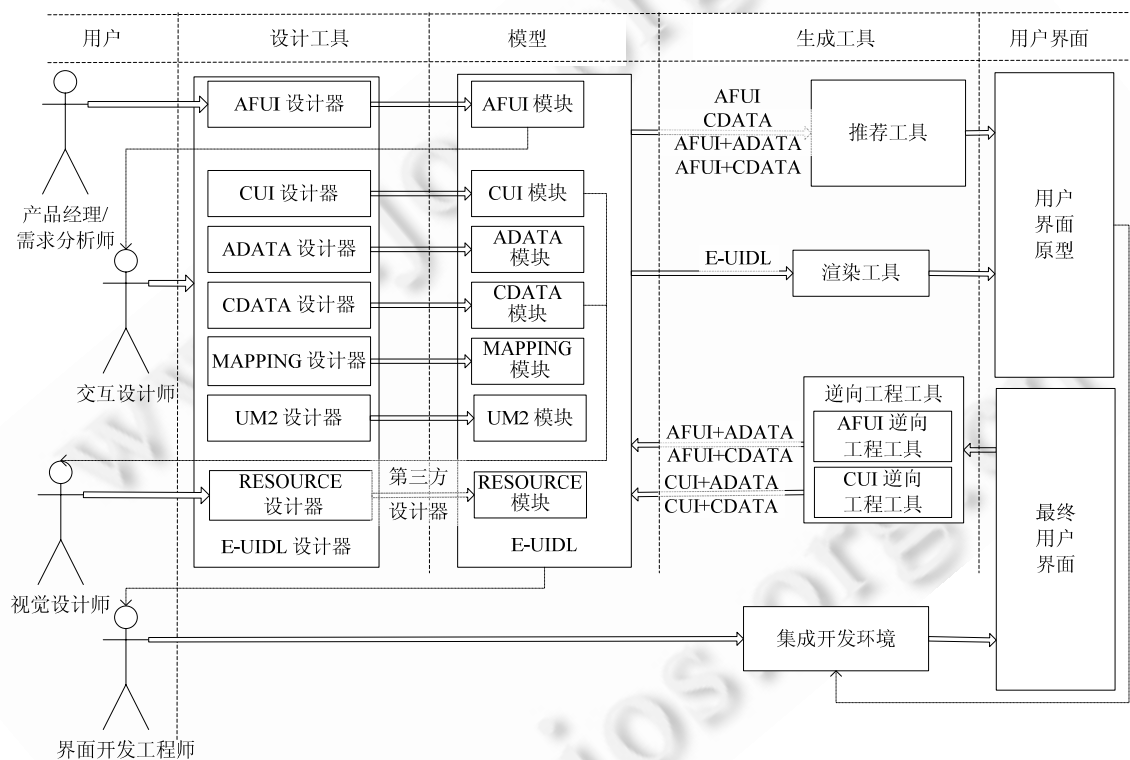 用户
设计工具
模型
生成工具
用户界面
AFUI 设计器
AFUI 模块
AFUI
CDATA
AFUI+ADATA
AFUI+CDATA
推荐工具
产品经理/
需求分析师
CUI 设计器
CUI 模块
用户
界面
原型
ADATA 设计器
ADATA
模块
E-UIDL
渲染工具
CDATA 设计器
CDATA
模块
交互设计师
MAPPING 设计器
MAPPING
模块
UM2 设计器
UM2 模块
逆向工程工具
AFUI 逆向
工程工具
CUI 逆向
工程工具
AFUI+ADATA
AFUI+CDATA
CUI+ADATA
CUI+CDATA
RESOURCE
设计器
第三方
设计器
RESOURCE
模块
最终
用户
界面
E-UIDL 设计器
E-UIDL
视觉设计师
集成开发环境
界面开发工程师